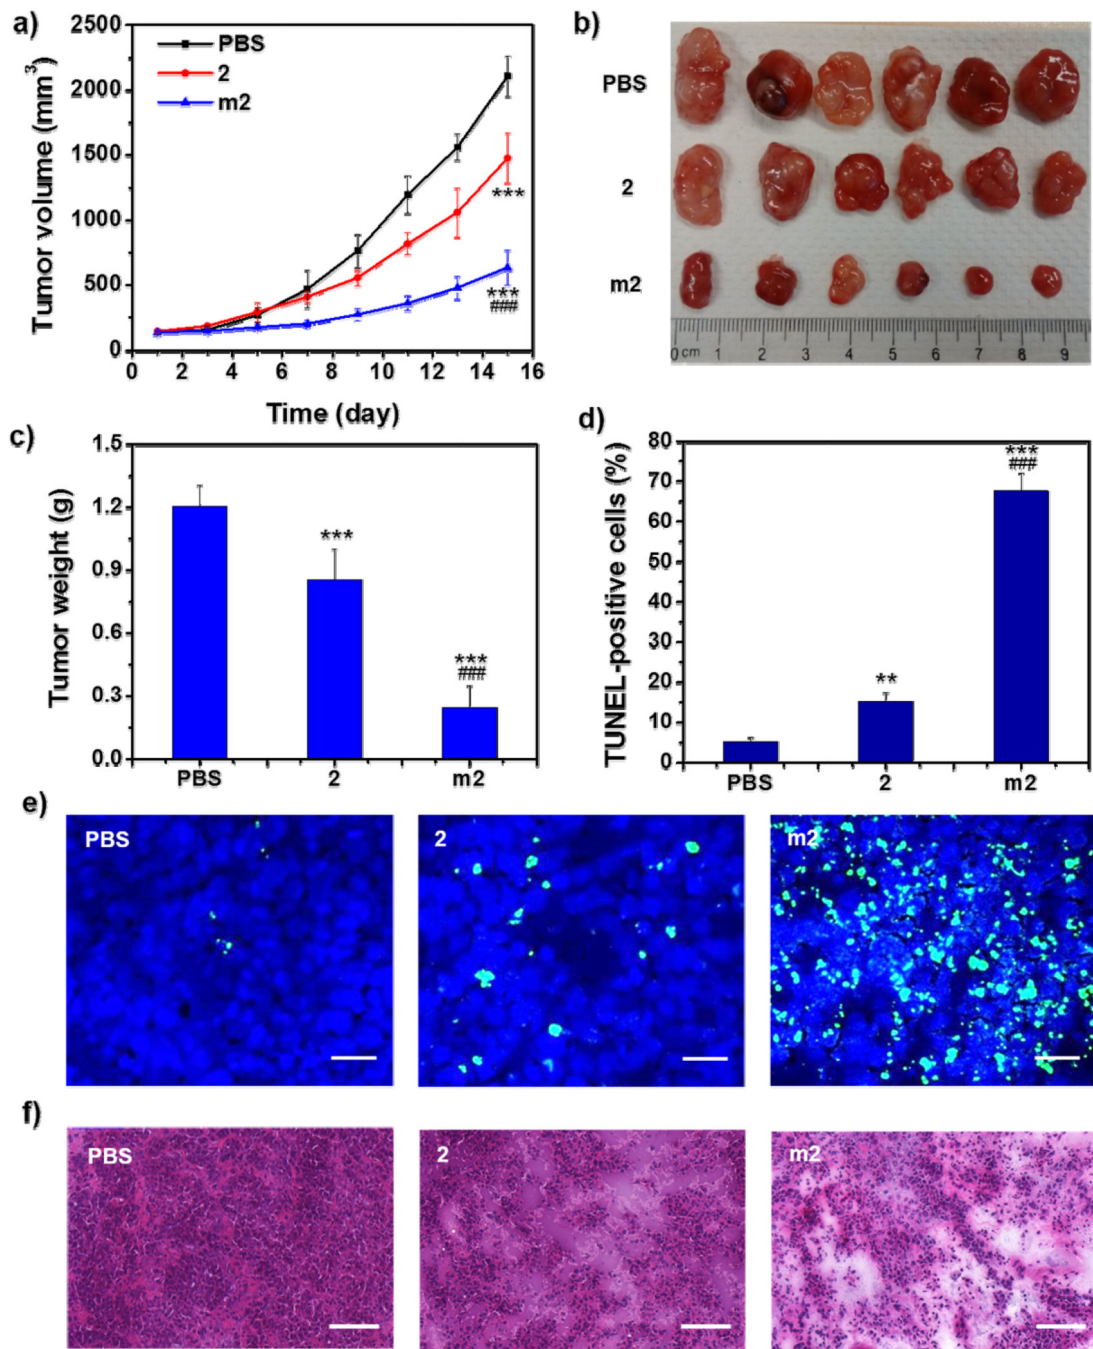 a)
2500
2000
1500
1000
500
0
Tumor volume (mm³)
PBS
2
m2
***
***
###
0 2 4 6 8 10 12 14 16
Time (day)
b)
PBS
2
m2
0 cm 1 2 3 4 5 6 7 8 9
c)
1.5
1.2
0.9
0.6
0.3
0.0
Tumor weight (g)
***
***
###
PBS 2 m2
d)
80
70
60
50
40
30
20
10
0
TUNEL-positive cells (%)
**
***
###
PBS 2 m2
e)
PBS 2 m2
f)
PBS 2 m2